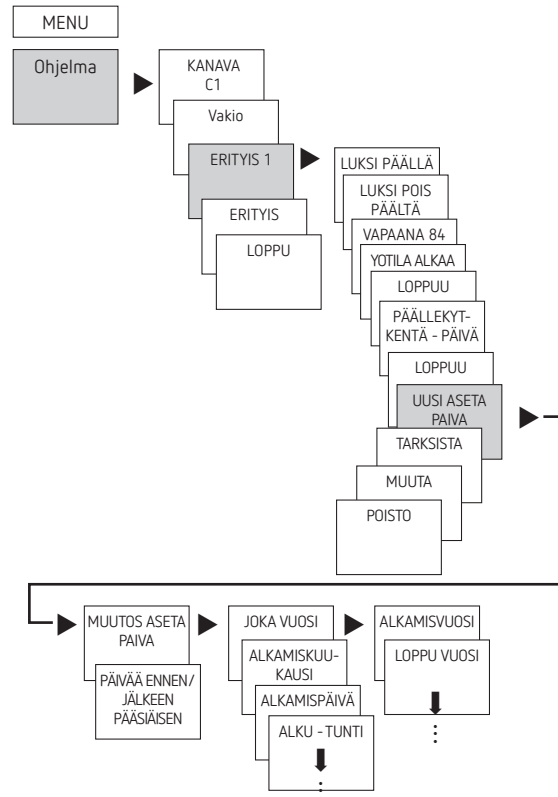 MENU
Ohjelma
KANAVA
C1
Vakio
ERITYIS 1
ERITYIS
LOPPU
LUKSI PÄÄLLÄ
LUKSI POIS
PÄÄLTÄ
VAPAANA 84
YOTILA ALKAA
LOPPUU
PÄÄLLEKYT-
KENTÄ - PÄIVÄ
LOPPUU
UUSI ASETA
PAIVA
TARKSISTA
MUUTA
POISTO
MUUTOS ASETA
PAIVA
PÄIVÄÄ ENNEN/
JÄLKEEN
PÄÄSIÄISEN
JOKA VUOSI
ALKAMISKUU-
KAUSI
ALKAMISPÄIVÄ
ALKU - TUNTI
ALKAMISVUOSI
LOPPU VUOSI